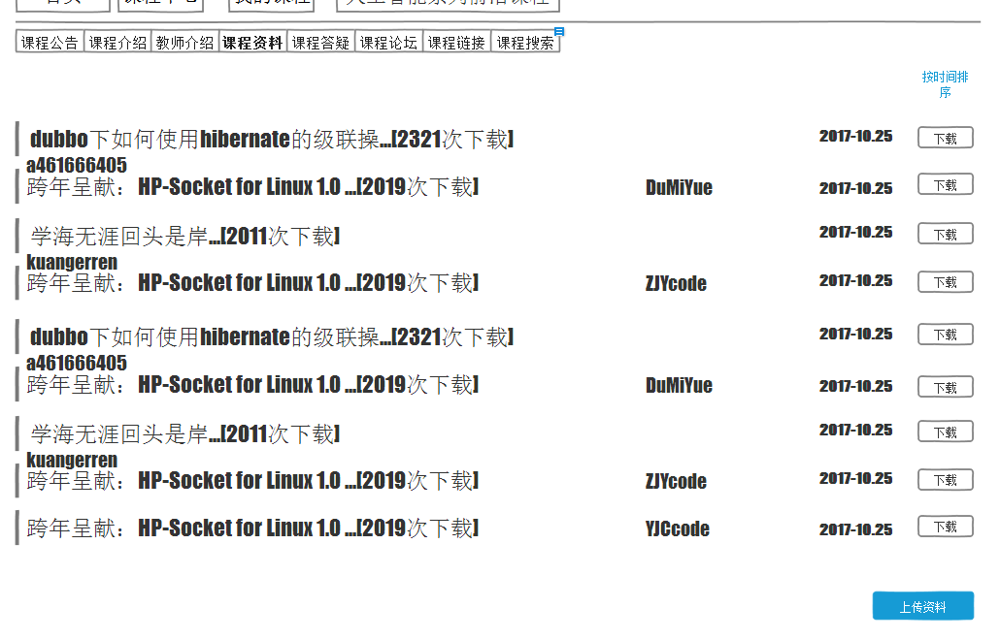 课程公告 课程介绍 教师介绍 课程资料 课程答疑 课程论坛 课程链接 课程搜索
按时间排
序
dubbo下如何使用hibernate的级联操...[2321次下载] 2017-10.25 下载
a461666405
跨年呈献：HP-Socket for Linux 1.0 ...[2019次下载] DuMiYue 2017-10.25 下载
学海无涯回头是岸...[2011次下载] 2017-10.25 下载
kuangerren
跨年呈献：HP-Socket for Linux 1.0 ...[2019次下载] ZJYcode 2017-10.25 下载
dubbo下如何使用hibernate的级联操...[2321次下载] 2017-10.25 下载
a461666405
跨年呈献：HP-Socket for Linux 1.0 ...[2019次下载] DuMiYue 2017-10.25 下载
学海无涯回头是岸...[2011次下载] 2017-10.25 下载
kuangerren
跨年呈献：HP-Socket for Linux 1.0 ...[2019次下载] ZJYcode 2017-10.25 下载
跨年呈献：HP-Socket for Linux 1.0 ...[2019次下载] YJCcode 2017-10.25 下载
上传资料